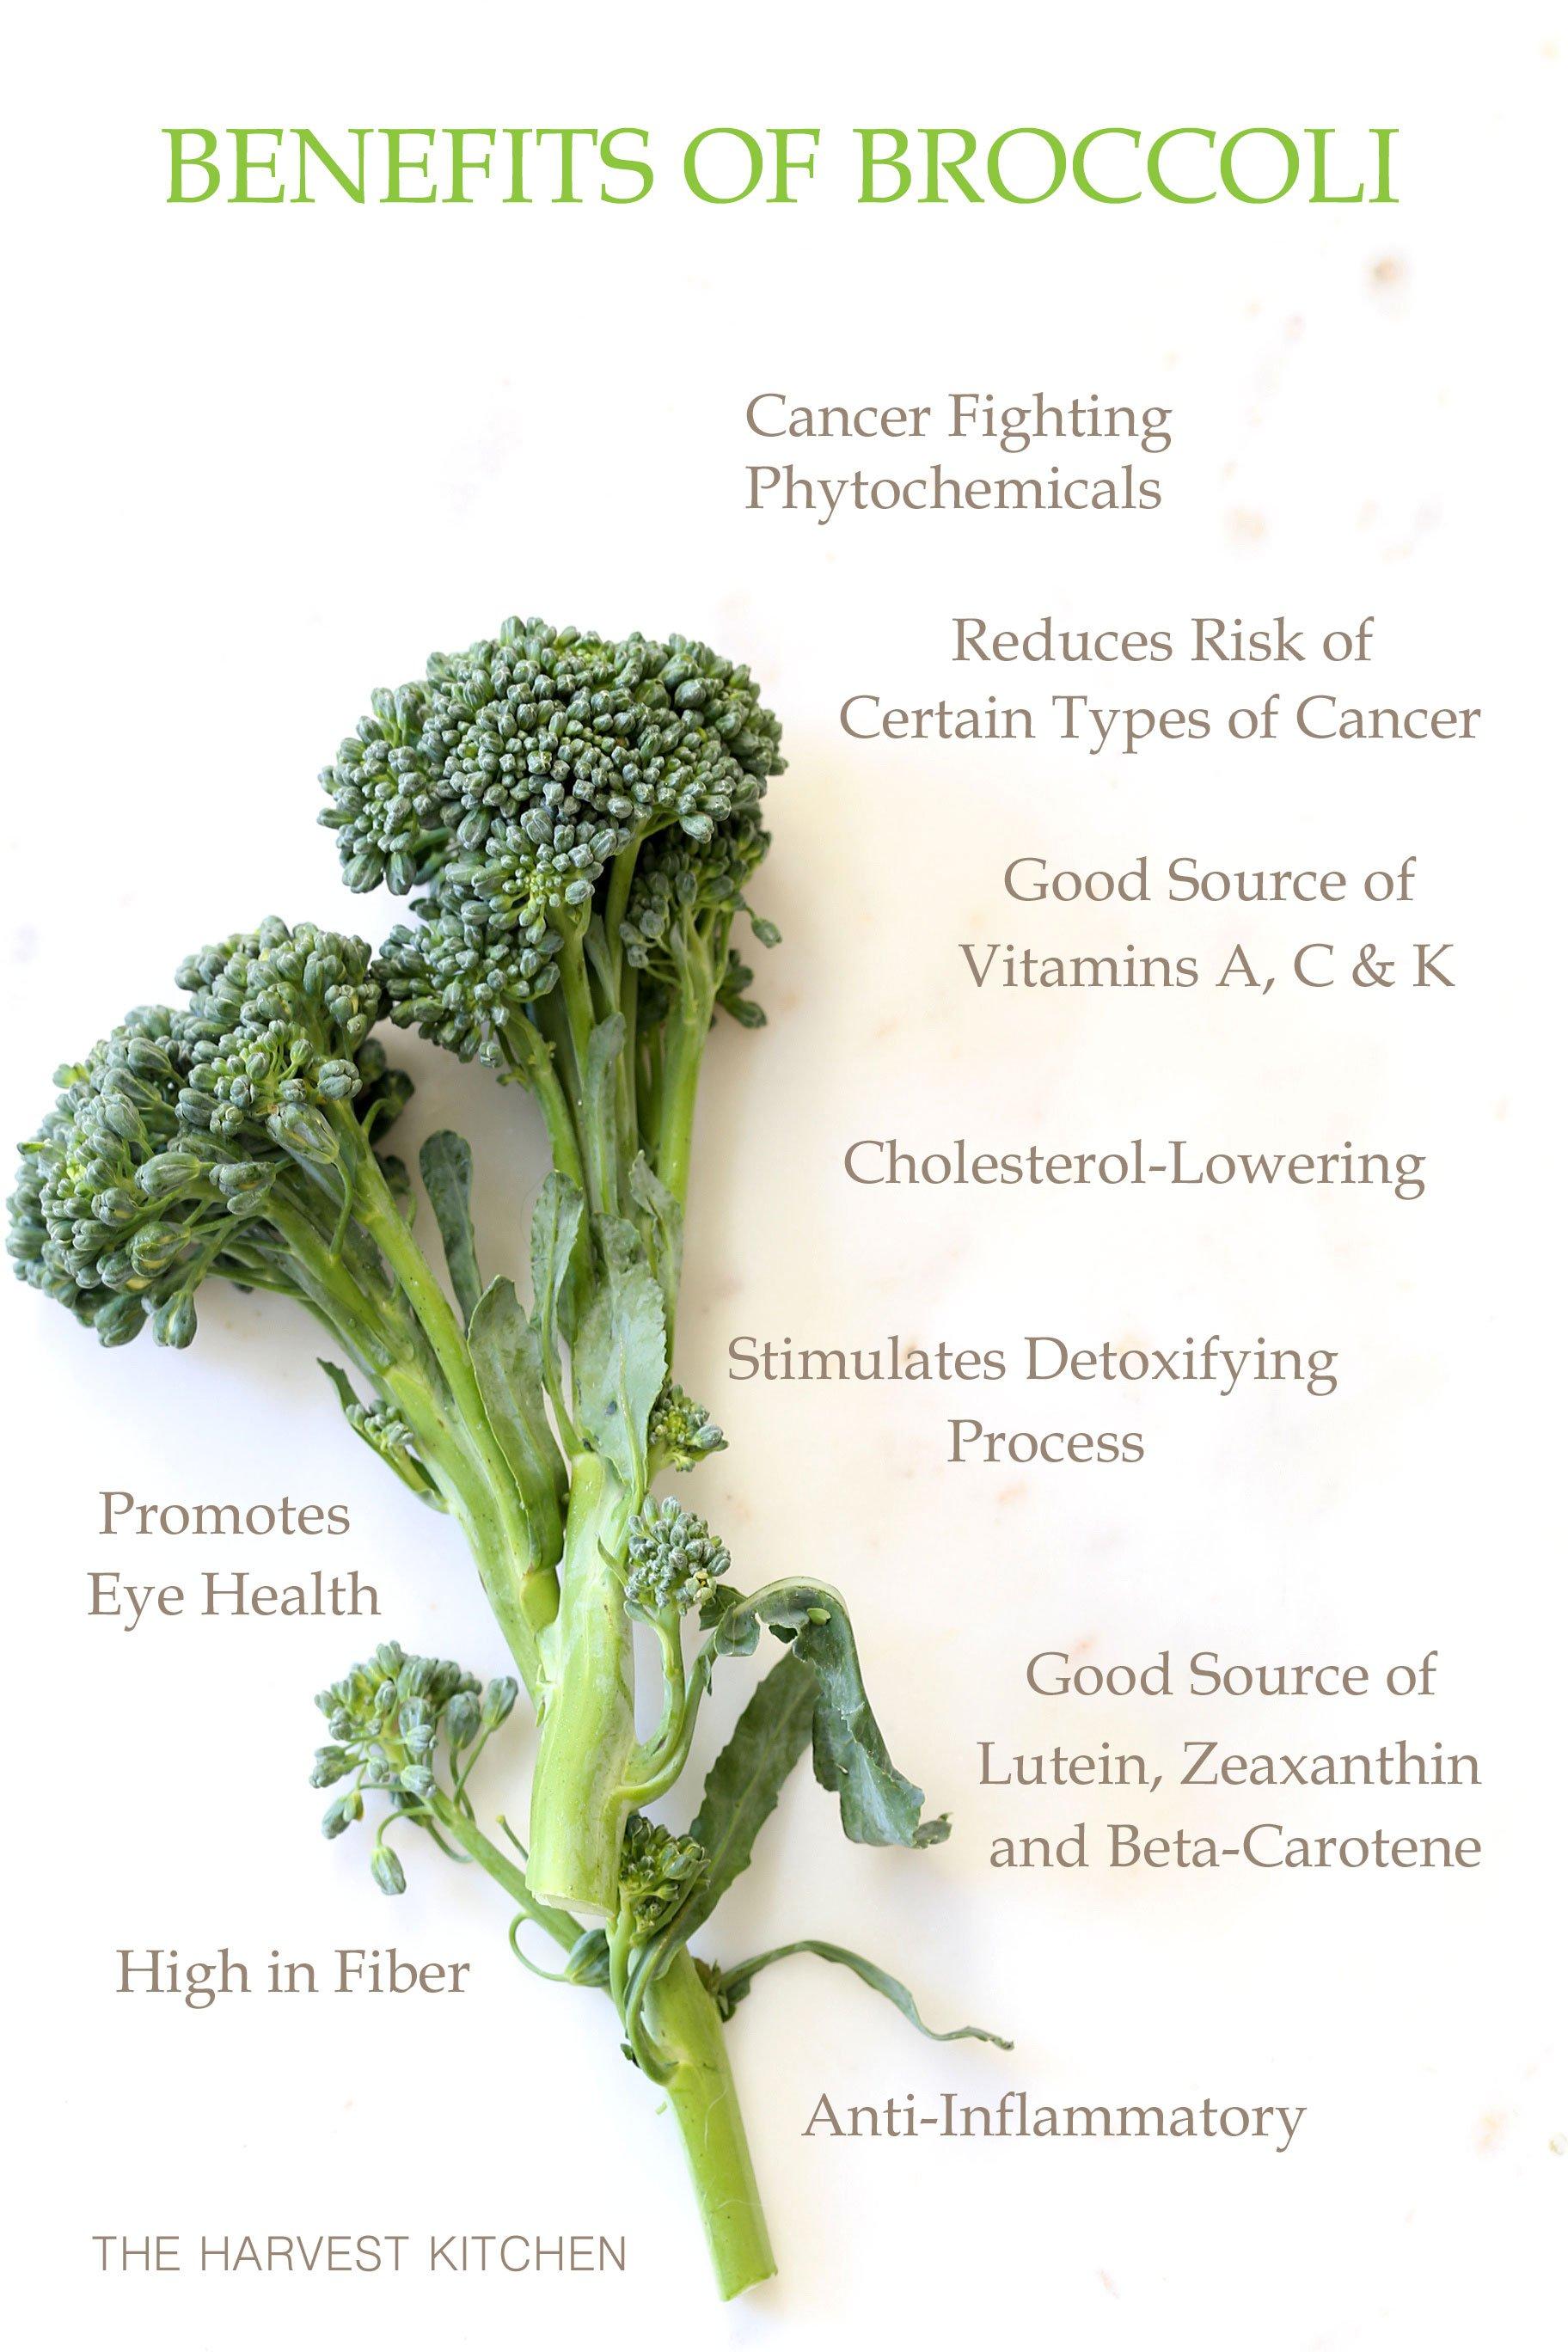 BENEFITS OF BROCCOLI
Cancer Fighting
Phytochemicals
Reduces Risk of
Certain Types of Cancer
Good Source of
Vitamins A, C & K
Cholesterol-Lowering
Stimulates Detoxifying
Process
Promotes
Eye Health
Good Source of
Lutein, Zeaxanthin
and Beta-Carotene
High in Fiber
Anti-Inflammatory
THE HARVEST KITCHEN